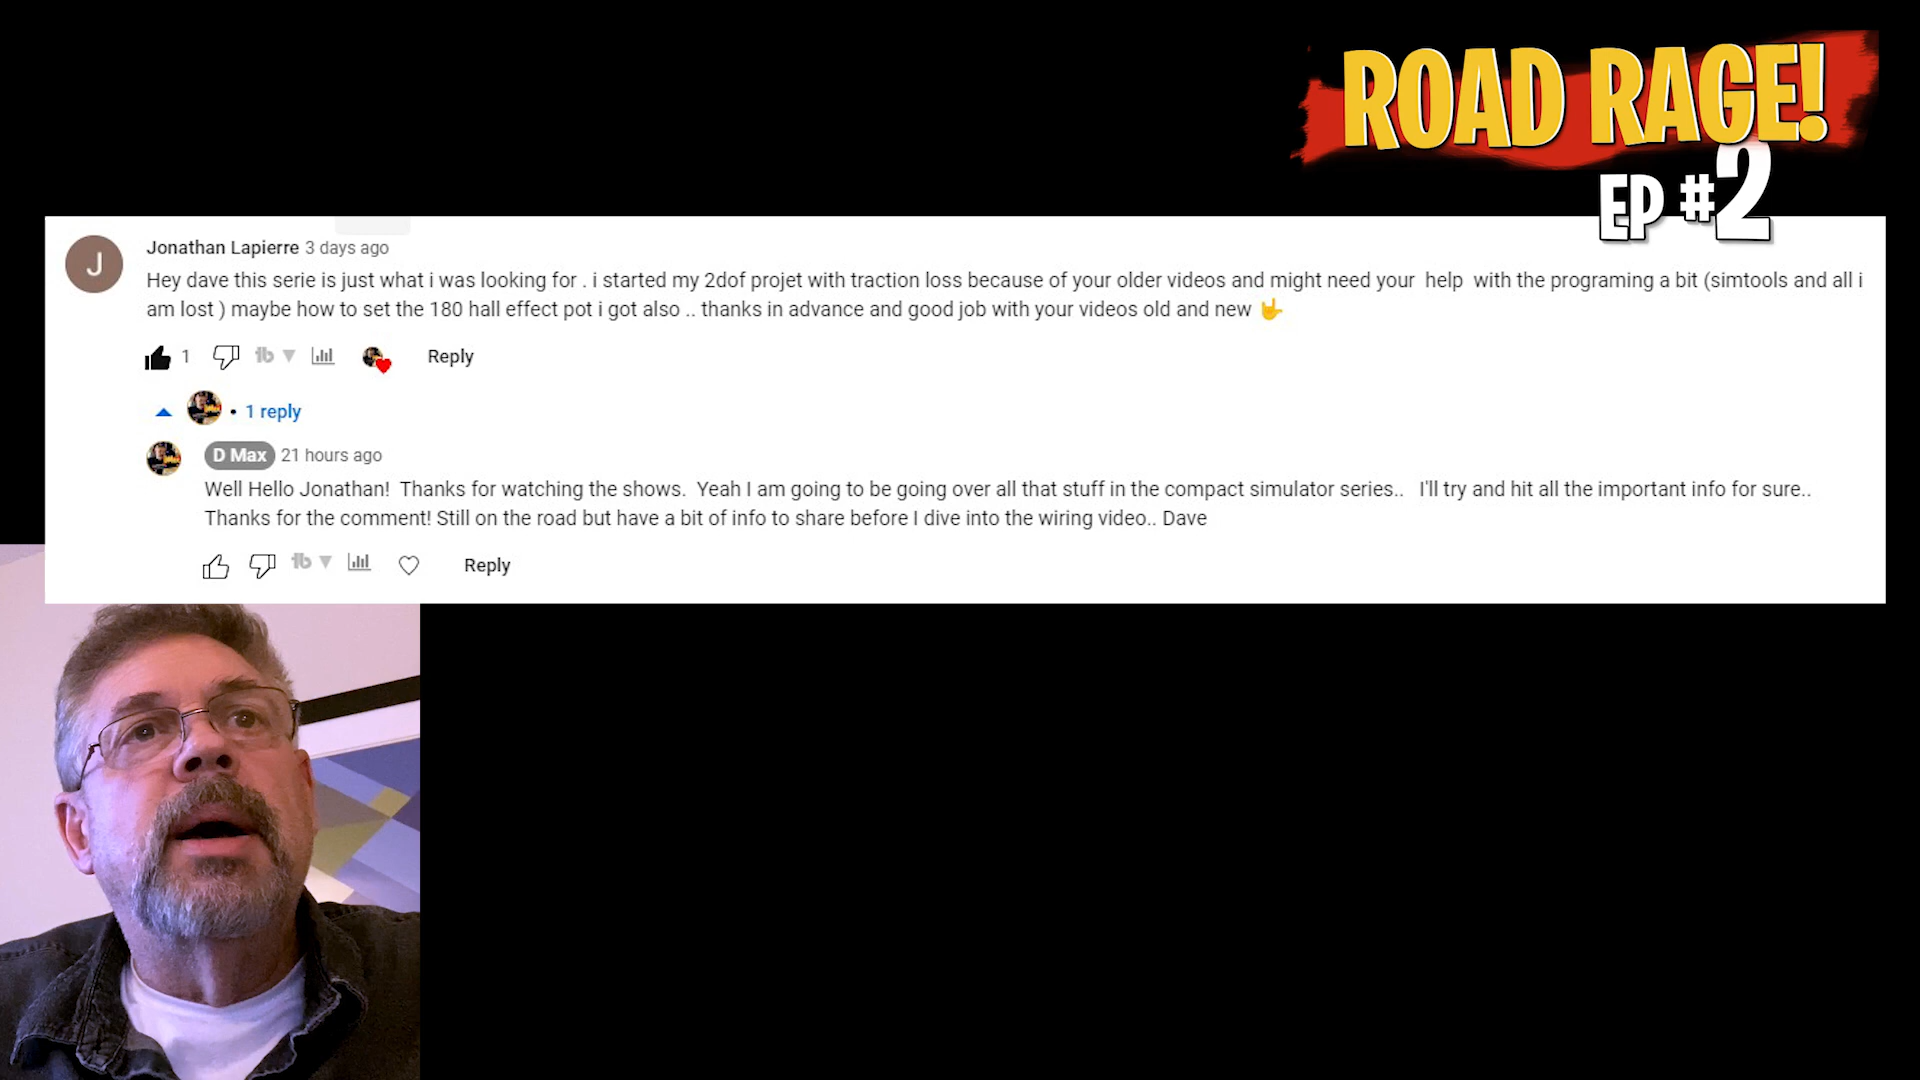 ROAD RAGE!
EP #2
Jonathan Lapierre 3 days ago
Hey dave this serie is just what i was looking for . i started my 2dof projet with traction loss because of your older videos and might need your help with the programing a bit (simtools and all i
am lost ) maybe how to set the 180 hall effect pot i got also .. thanks in advance and good job with your videos old and new 🤟
1 Reply
• 1 reply
D Max 21 hours ago
Well Hello Jonathan! Thanks for watching the shows. Yeah I am going to be going over all that stuff in the compact simulator series.. I'll try and hit all the important info for sure..
Thanks for the comment! Still on the road but have a bit of info to share before I dive into the wiring video.. Dave
Reply